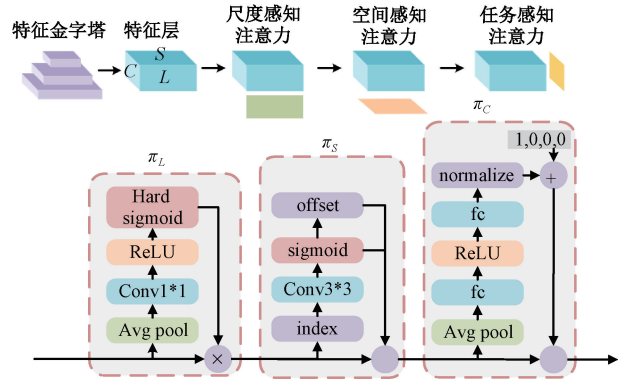 特征金字塔
特征层
尺度感知
注意力
空间感知
注意力
任务感知
注意力
S
C
L
π_L
π_S
π_C
Hard
sigmoid
ReLU
Conv1*1
Avg pool
×
offset
sigmoid
Conv3*3
index
1,0,0,0
normalize
+
fc
ReLU
fc
Avg pool